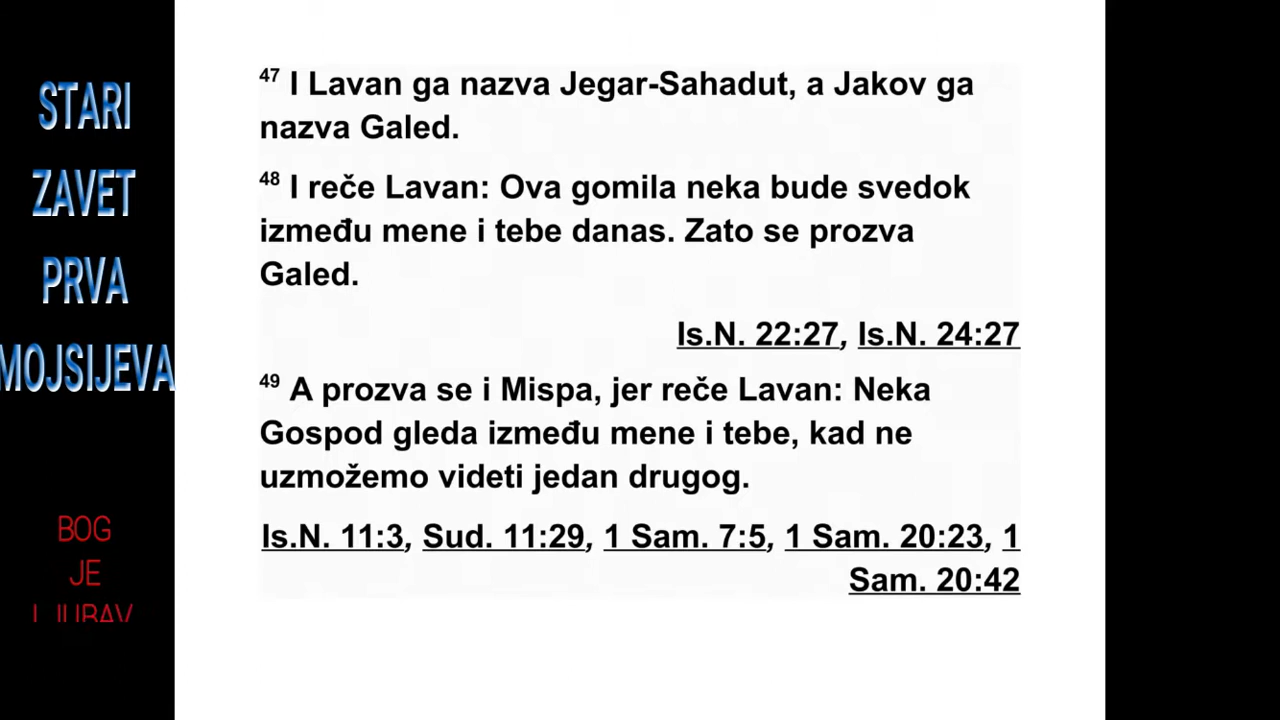 STARI
ZAVET
PRVA
MOJSIJEVA
BOG
JE
LJUBAV
47 I Lavan ga nazva Jegar-Sahadut, a Jakov ga
nazva Galed.
48 I reče Lavan: Ova gomila neka bude svedok
između mene i tebe danas. Zato se prozva
Galed.
Is.N. 22:27, Is.N. 24:27
49 A prozva se i Mispa, jer reče Lavan: Neka
Gospod gleda između mene i tebe, kad ne
uzmožemo videti jedan drugog.
Is.N. 11:3, Sud. 11:29, 1 Sam. 7:5, 1 Sam. 20:23, 1
Sam. 20:42